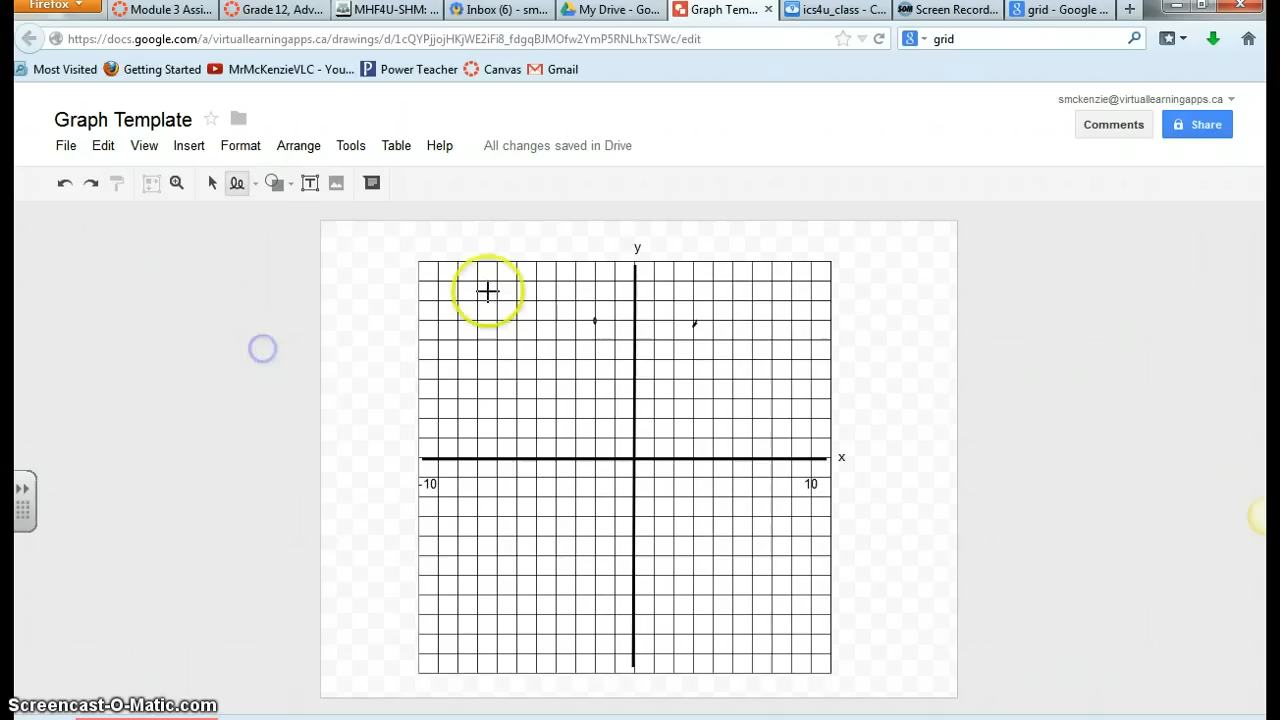 Firefox
Module 3 Assi... Grade 12, Adv... MHF4U-SHM: ... Inbox (6) - sm... My Drive - Go... Graph Temp... ics4u_class - C... Screen Record... grid - Google ...
https://docs.google.com/a/virtuallearningapps.ca/drawings/d/1cQYPjjojHKjWE2iFi8_fdgqBJMOfw2YmP5RNLhxTSWc/edit grid
Most Visited Getting Started MrMcKenzieVLC - You... Power Teacher Canvas Gmail
smckenzie@virtuallearningapps.ca
Graph Template
Comments Share
File Edit View Insert Format Arrange Tools Table Help All changes saved in Drive
y
x
-10 10
Screencast-O-Matic.com